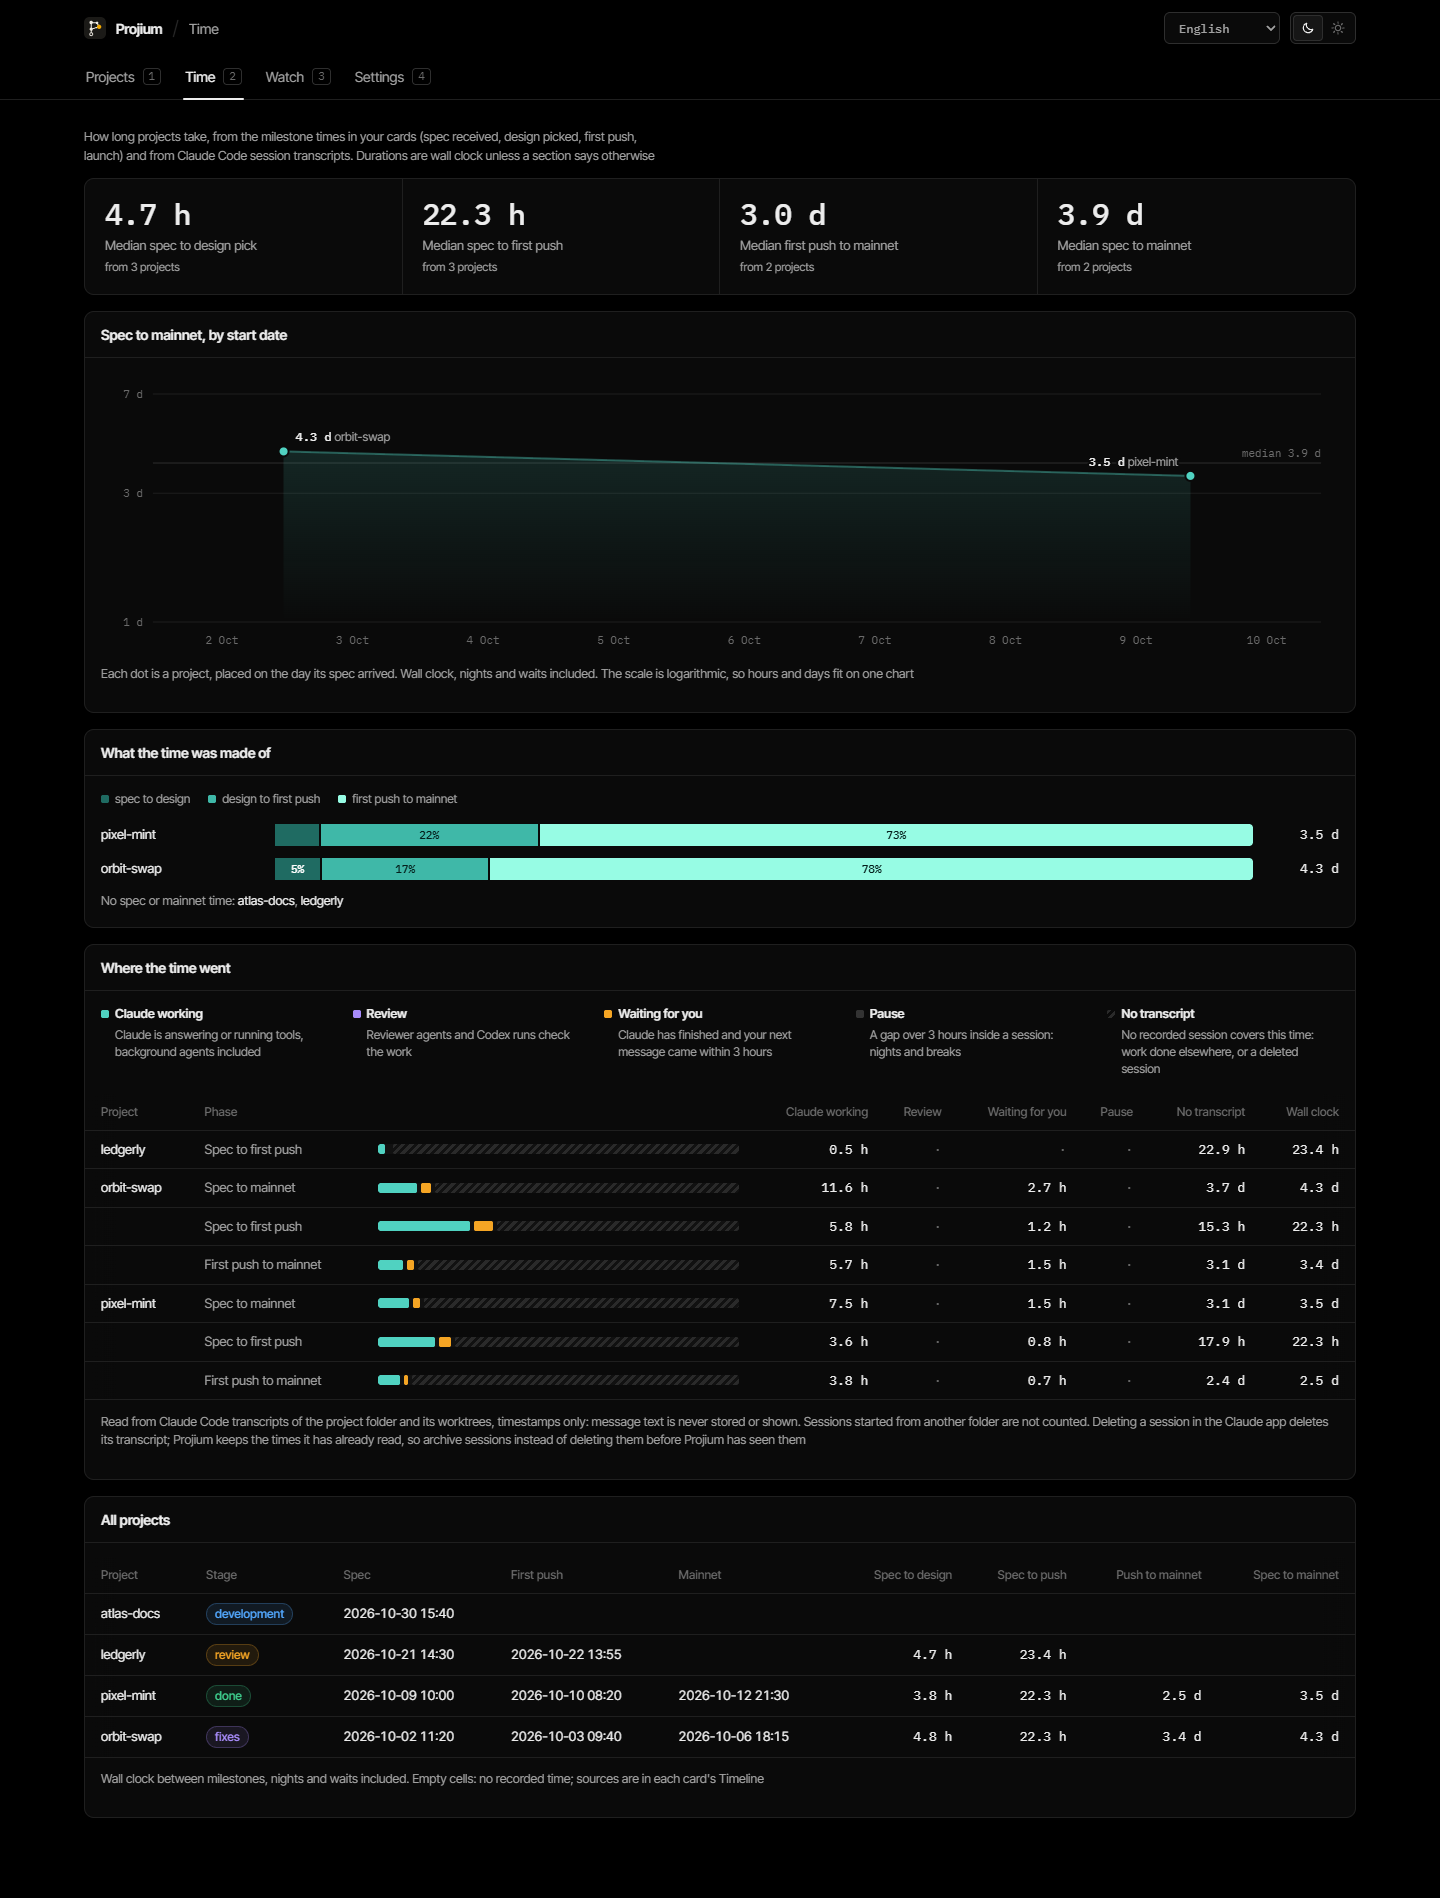 Projium / Time
English
Projects 1 Time 2 Watch 3 Settings 4
How long projects take, from the milestone times in your cards (spec received, design picked, first push,
launch) and from Claude Code session transcripts. Durations are wall clock unless a section says otherwise
4.7 h
Median spec to design pick
from 3 projects
22.3 h
Median spec to first push
from 3 projects
3.0 d
Median first push to mainnet
from 2 projects
3.9 d
Median spec to mainnet
from 2 projects
Spec to mainnet, by start date
7 d
4.3 d orbit-swap
median 3.9 d
3.5 d pixel-mint
3 d
1 d
2 Oct 3 Oct 4 Oct 5 Oct 6 Oct 7 Oct 8 Oct 9 Oct 10 Oct
Each dot is a project, placed on the day its spec arrived. Wall clock, nights and waits included. The scale is logarithmic, so hours and days fit on one chart
What the time was made of
spec to design design to first push first push to mainnet
pixel-mint 22% 73% 3.5 d
orbit-swap 5% 17% 78% 4.3 d
No spec or mainnet time: atlas-docs, ledgerly
Where the time went
Claude working
Claude is answering or running tools,
background agents included
Review
Reviewer agents and Codex runs check
the work
Waiting for you
Claude has finished and your next
message came within 3 hours
Pause
A gap over 3 hours inside a session:
nights and breaks
No transcript
No recorded session covers this time:
work done elsewhere, or a deleted
session
Project Phase Claude working Review Waiting for you Pause No transcript Wall clock
ledgerly Spec to first push 0.5 h · · · 22.9 h 23.4 h
orbit-swap Spec to mainnet 11.6 h · 2.7 h · 3.7 d 4.3 d
Spec to first push 5.8 h · 1.2 h · 15.3 h 22.3 h
First push to mainnet 5.7 h · 1.5 h · 3.1 d 3.4 d
pixel-mint Spec to mainnet 7.5 h · 1.5 h · 3.1 d 3.5 d
Spec to first push 3.6 h · 0.8 h · 17.9 h 22.3 h
First push to mainnet 3.8 h · 0.7 h · 2.4 d 2.5 d
Read from Claude Code transcripts of the project folder and its worktrees, timestamps only: message text is never stored or shown. Sessions started from another folder are not counted. Deleting a session in the Claude app deletes
its transcript; Projium keeps the times it has already read, so archive sessions instead of deleting them before Projium has seen them
All projects
Project Stage Spec First push Mainnet Spec to design Spec to push Push to mainnet Spec to mainnet
atlas-docs development 2026-10-30 15:40
ledgerly review 2026-10-21 14:30 2026-10-22 13:55 4.7 h 23.4 h
pixel-mint done 2026-10-09 10:00 2026-10-10 08:20 2026-10-12 21:30 3.8 h 22.3 h 2.5 d 3.5 d
orbit-swap fixes 2026-10-02 11:20 2026-10-03 09:40 2026-10-06 18:15 4.8 h 22.3 h 3.4 d 4.3 d
Wall clock between milestones, nights and waits included. Empty cells: no recorded time; sources are in each card's Timeline